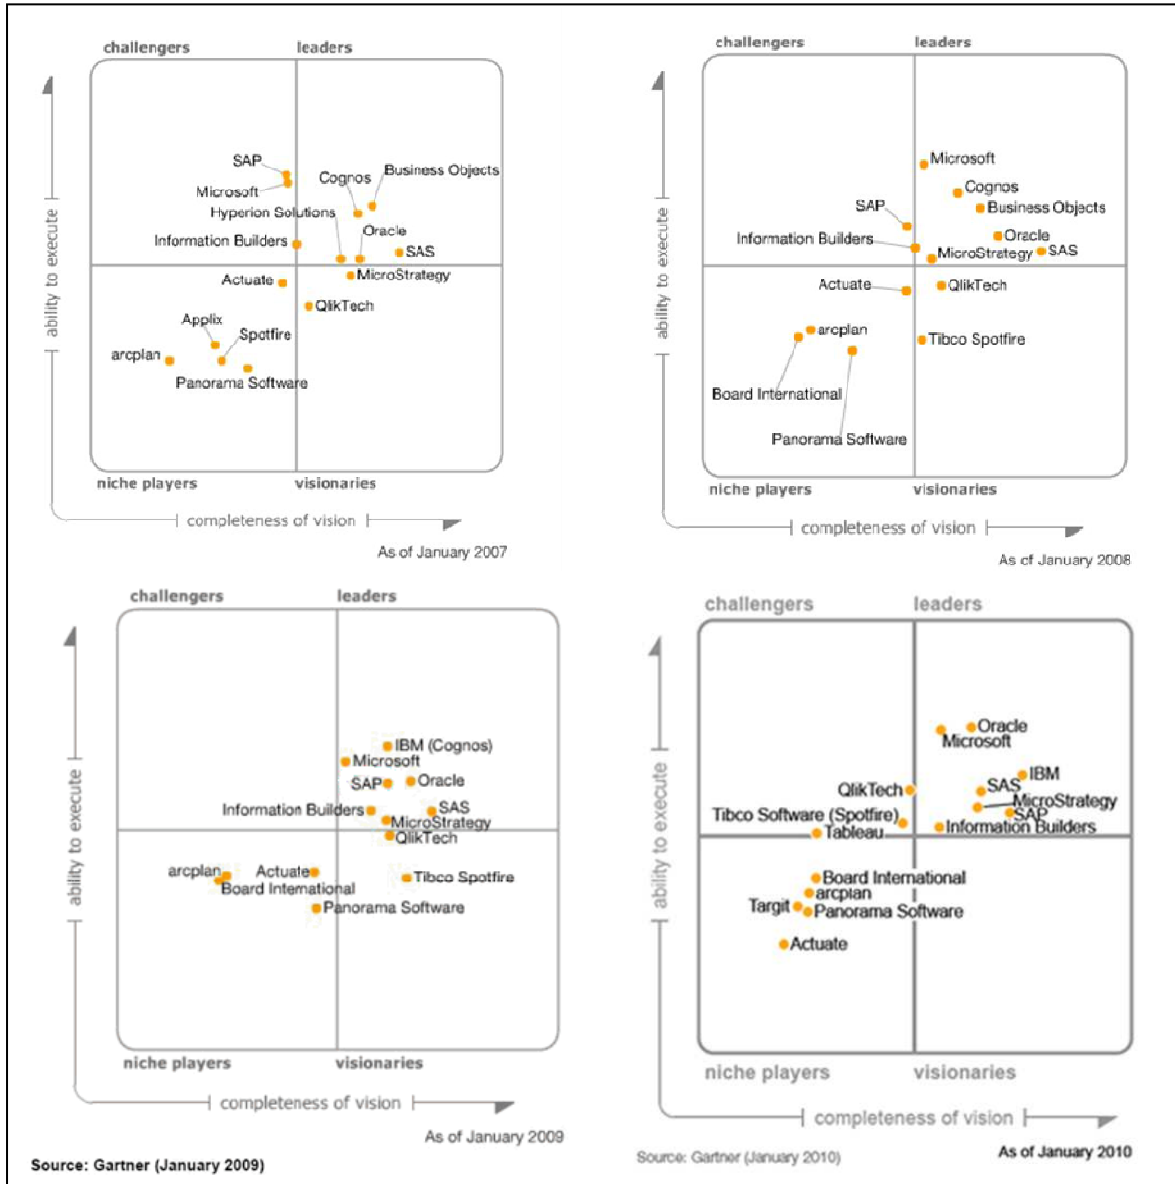 challengers
leaders
SAP
Microsoft
Cognos
Business Objects
Hyperion Solutions
Oracle
Information Builders
SAS
Actuate
MicroStrategy
QlikTech
Applix
Spotfire
arcplan
Panorama Software
niche players
visionaries
ability to execute
completeness of vision
As of January 2007
challengers
leaders
Microsoft
Cognos
SAP
Business Objects
Information Builders
Oracle
MicroStrategy
SAS
Actuate
QlikTech
arcplan
Tibco Spotfire
Board International
Panorama Software
niche players
visionaries
ability to execute
completeness of vision
As of January 2008
challengers
leaders
IBM (Cognos)
Microsoft
SAP
Oracle
Information Builders
SAS
MicroStrategy
QlikTech
arcplan
Actuate
Tibco Spotfire
Board International
Panorama Software
niche players
visionaries
ability to execute
completeness of vision
As of January 2009
Source: Gartner (January 2009)
challengers
leaders
Oracle
Microsoft
IBM
QlikTech
SAS
MicroStrategy
Tibco Software (Spotfire)
SAP
Tableau
Information Builders
Board International
arcplan
Targit
Panorama Software
Actuate
niche players
visionaries
ability to execute
completeness of vision
Source: Gartner (January 2010)
As of January 2010